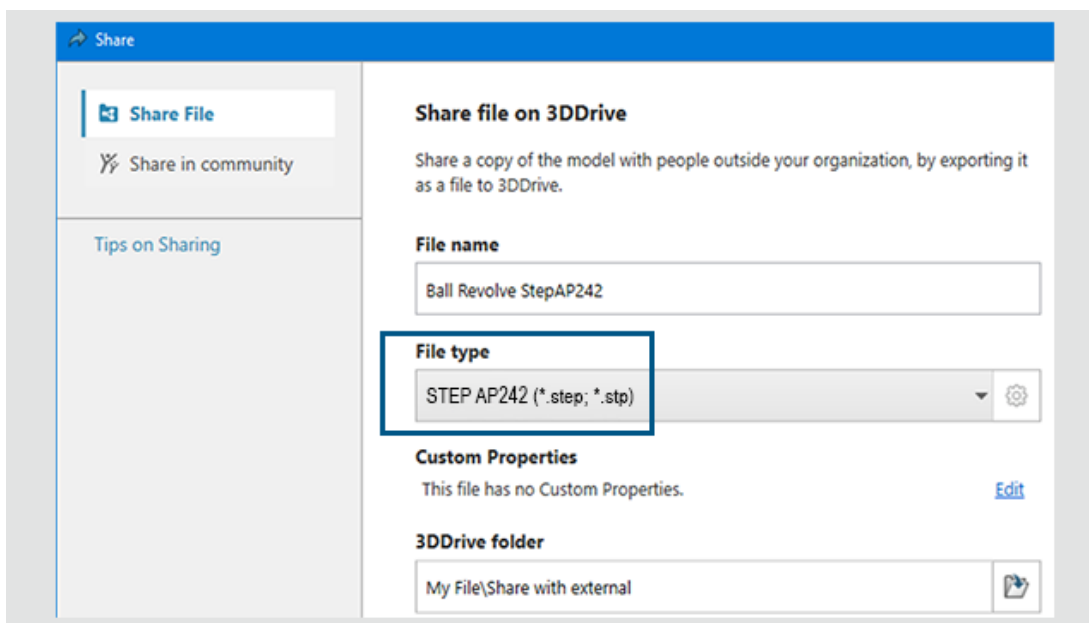 Share
Share File
Share in community
Tips on Sharing
Share file on 3DDrive
Share a copy of the model with people outside your organization, by exporting it
as a file to 3DDrive.
File name
Ball Revolve StepAP242
File type
STEP AP242 (*.step; *.stp)
Custom Properties
This file has no Custom Properties.
Edit
3DDrive folder
My File\Share with external